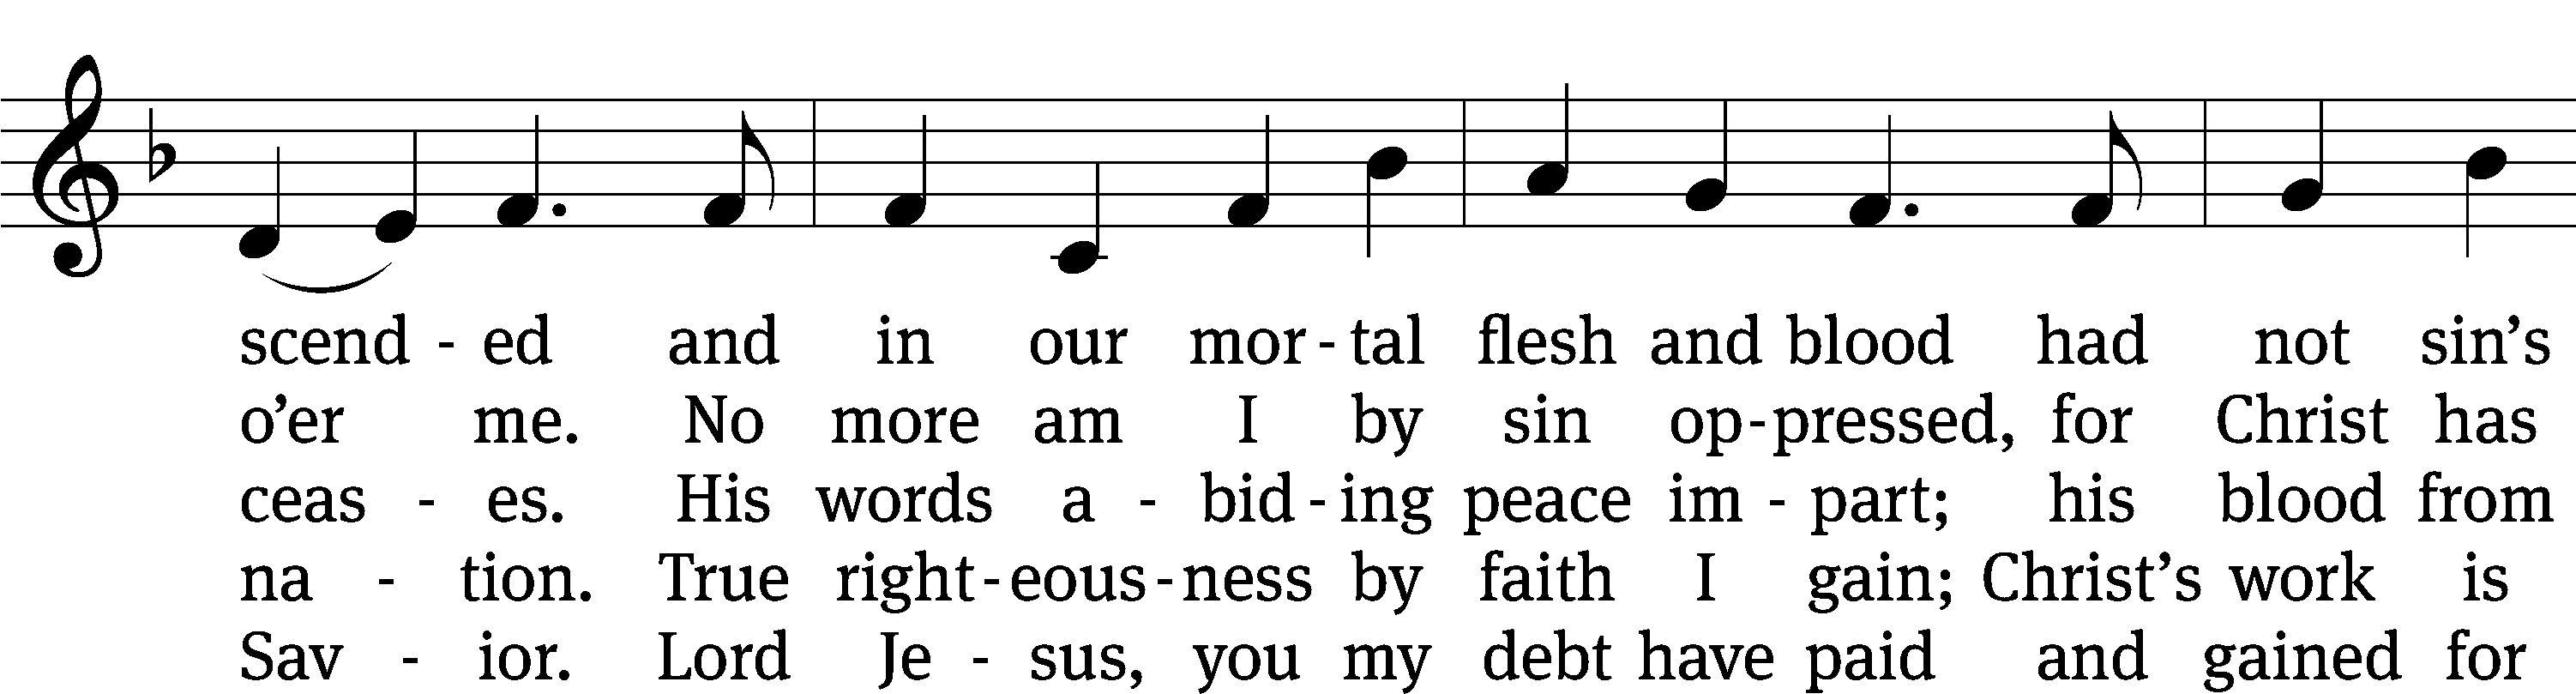 scend - ed and in our mor - tal flesh and blood had not sin’s
o’er me. No more am I by sin op - pressed, for Christ has
ceas - es. His words a - bid - ing peace im - part; his blood from
na - tion. True right - eous - ness by faith I gain; Christ’s work is
Sav - ior. Lord Je - sus, you my debt have paid and gained for